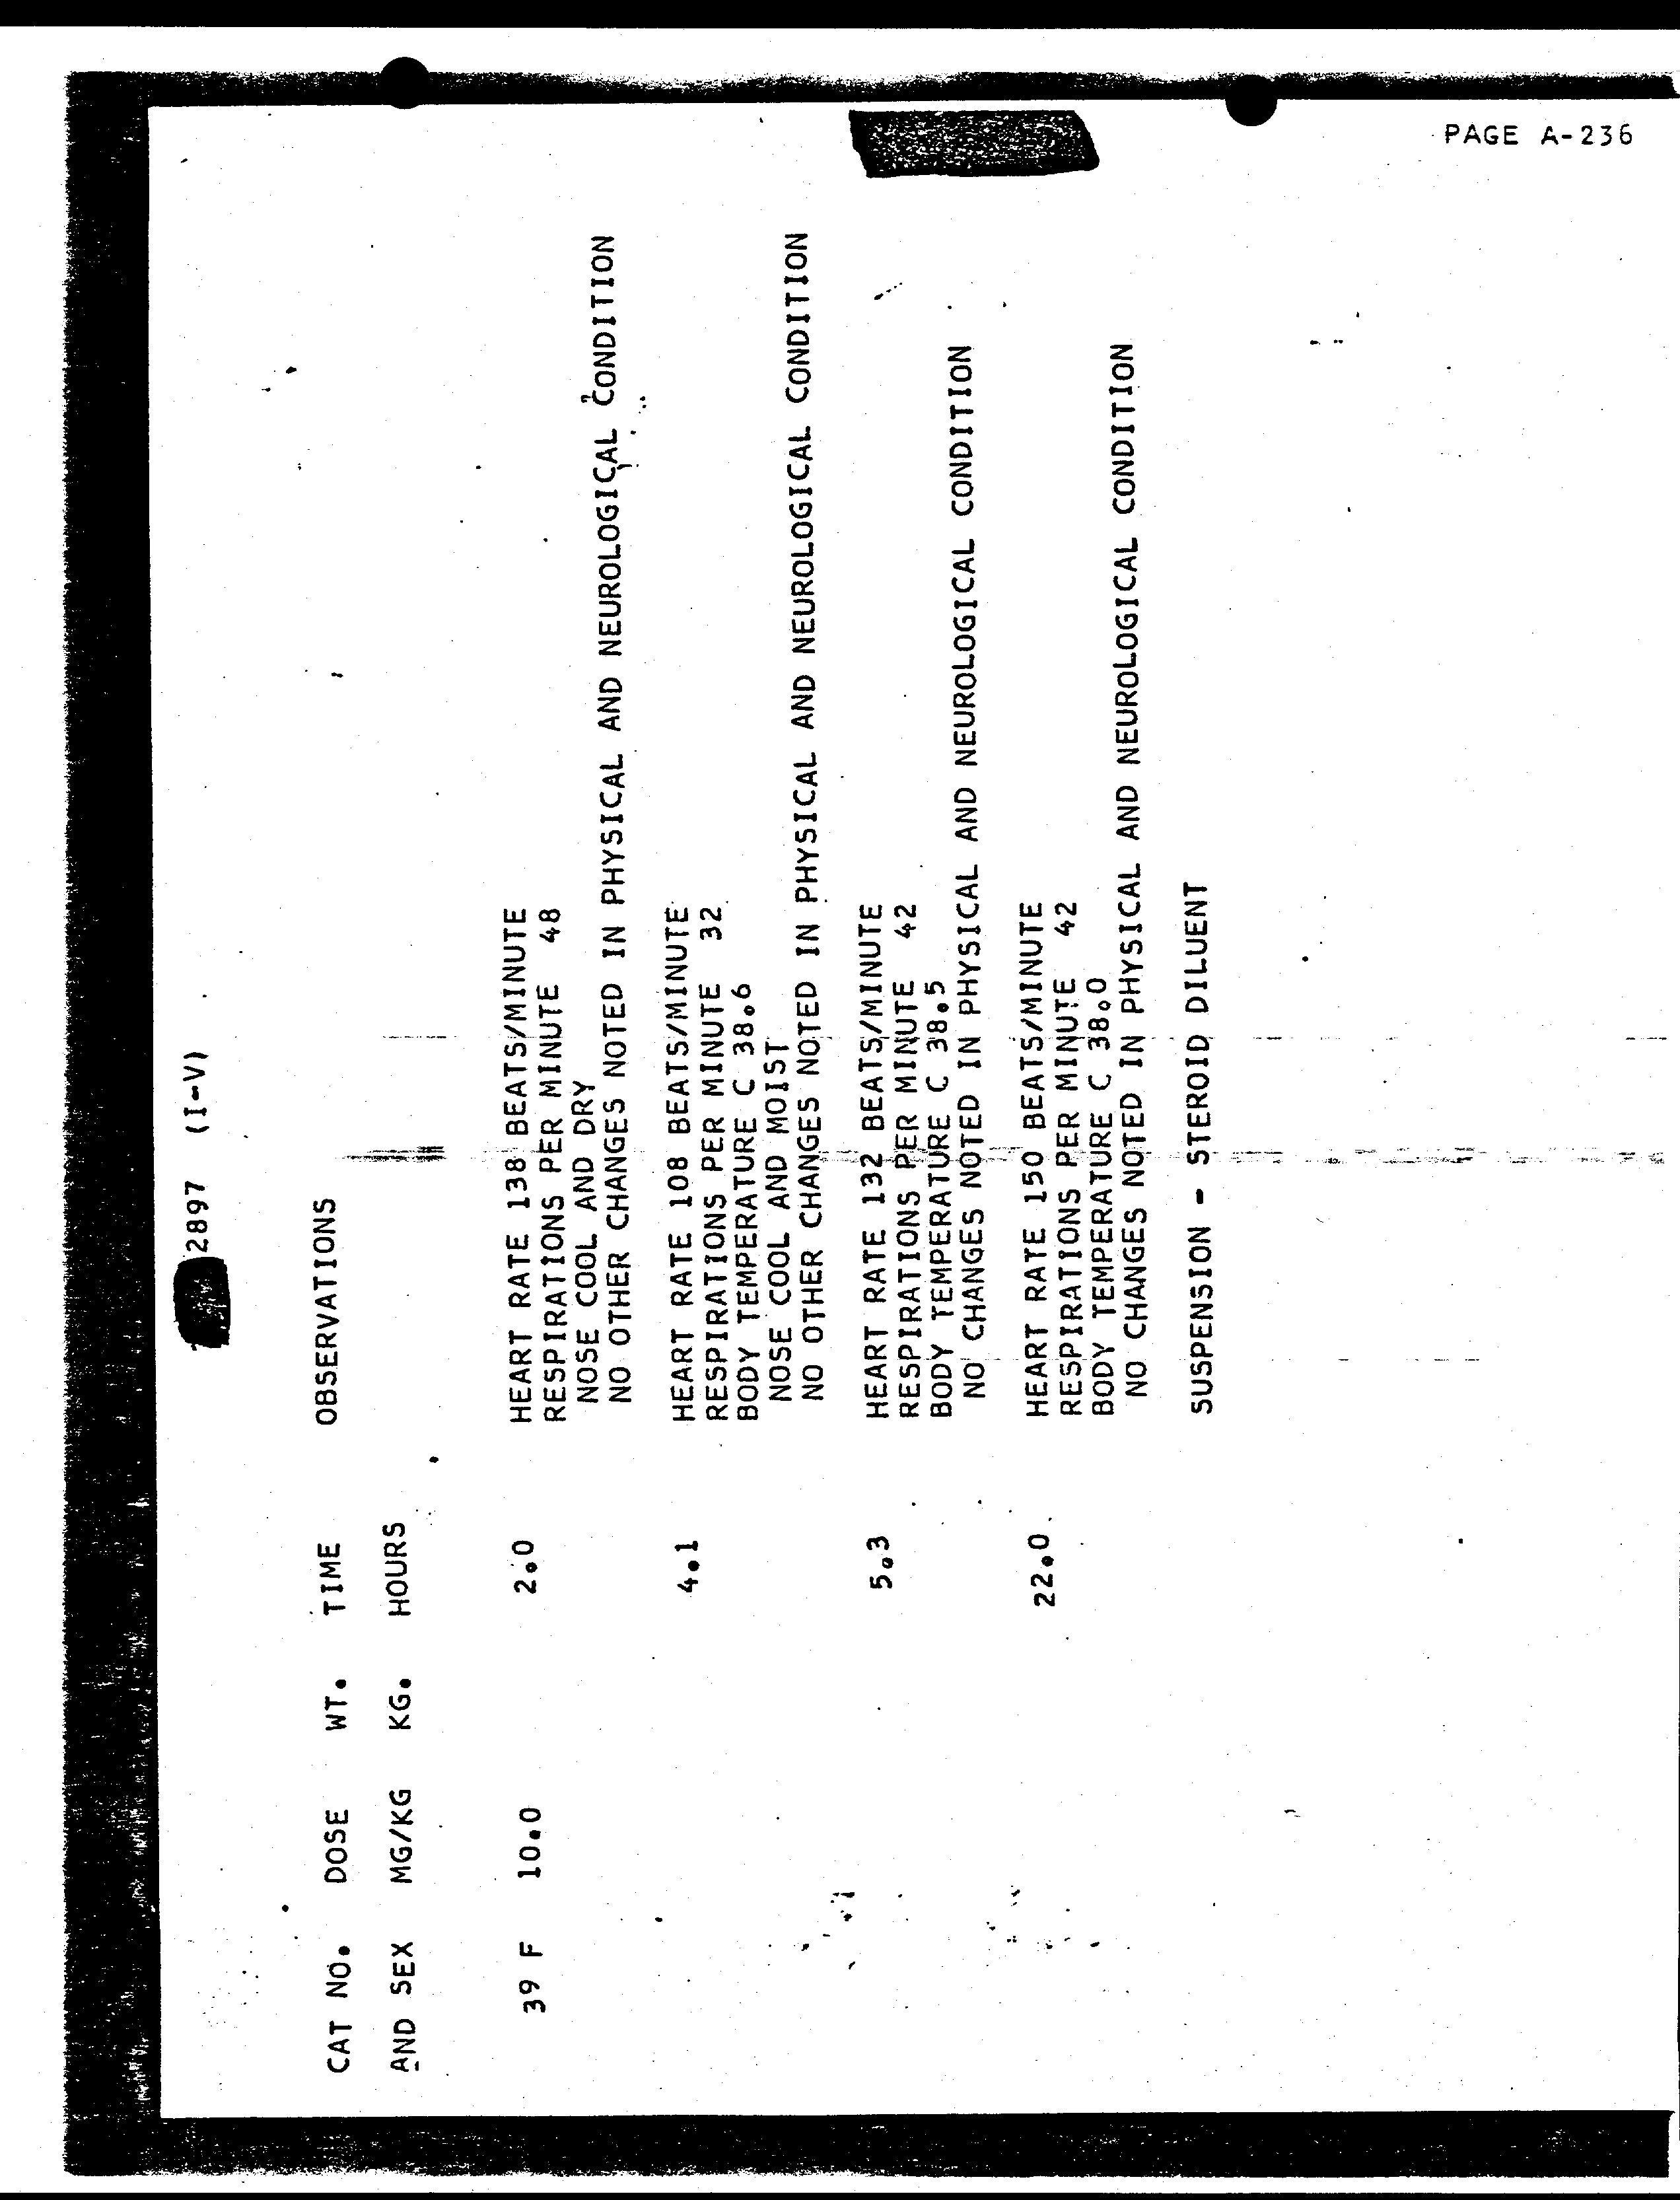 PAGE A-236
2897 (I-V)
CAT NO. DOSE WT. TIME OBSERVATIONS
AND SEX MG/KG KG. HOURS
39 F 10.0 2.0 HEART RATE 138 BEATS/MINUTE
RESPIRATIONS PER MINUTE 48
NOSE COOL AND DRY
NO OTHER CHANGES NOTED IN PHYSICAL AND NEUROLOGICAL CONDITION
4.1 HEART RATE 108 BEATS/MINUTE
RESPIRATIONS PER MINUTE 32
BODY TEMPERATURE C 38.6
NOSE COOL AND MOIST
NO OTHER CHANGES NOTED IN PHYSICAL AND NEUROLOGICAL CONDITION
5.3 HEART RATE 132 BEATS/MINUTE
RESPIRATIONS PER MINUTE 42
BODY TEMPERATURE C 38.5
NO CHANGES NOTED IN PHYSICAL AND NEUROLOGICAL CONDITION
22.0 HEART RATE 150 BEATS/MINUTE
RESPIRATIONS PER MINUTE 42
BODY TEMPERATURE C 38.0
NO CHANGES NOTED IN PHYSICAL AND NEUROLOGICAL CONDITION
SUSPENSION - STEROID DILUENT